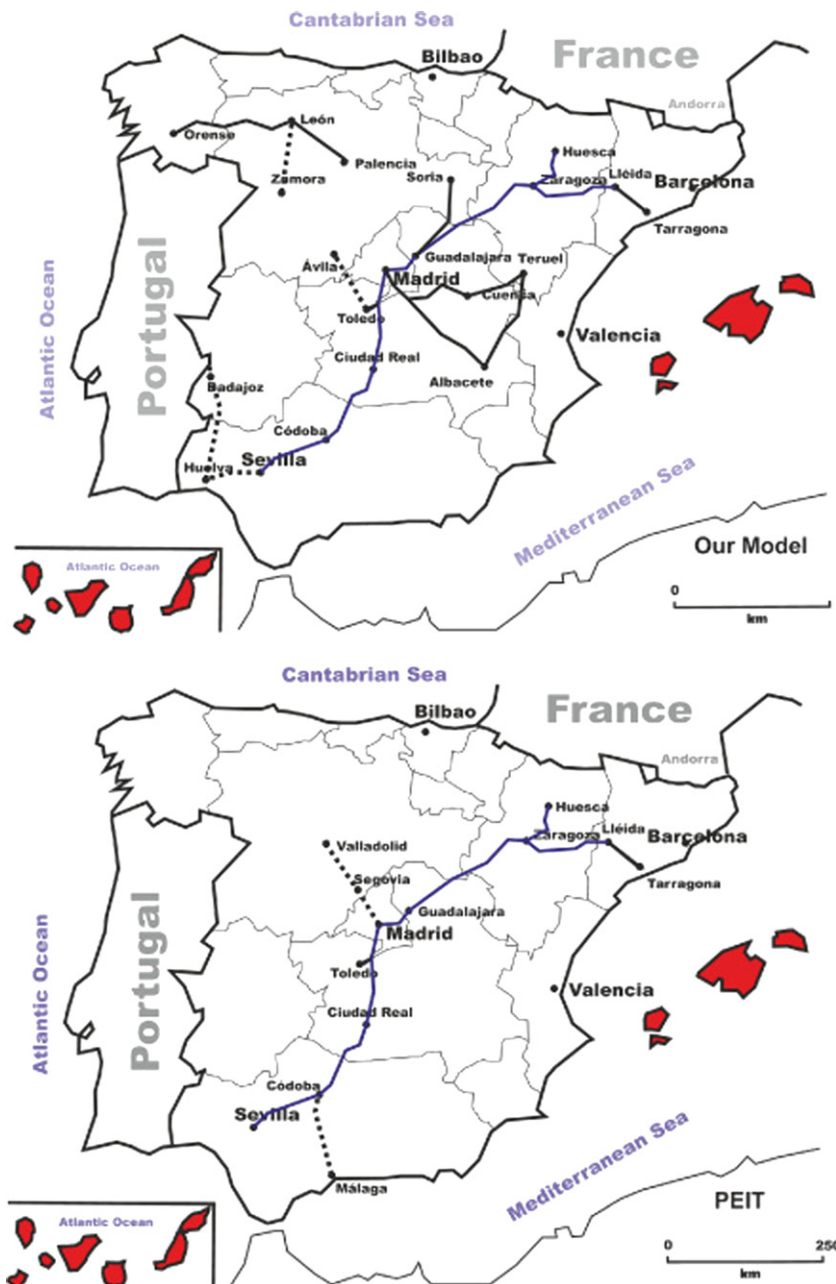 Cantabrian Sea
Bilbao
France
Andorra
León
Orense
Palencia
Huesca
Zamora
Soria
Zaragoza
Lléida
Barcelona
Tarragona
Ávila
Guadalajara
Teruel
Madrid
Cuenca
Toledo
Valencia
Ciudad Real
Albacete
Badajoz
Portugal
Atlantic Ocean
Códoba
Sevilla
Huelva
Mediterranean Sea
Our Model
Atlantic Ocean
0
km
Cantabrian Sea
Bilbao
France
Andorra
Huesca
Valladolid
Zaragoza
Lléida
Barcelona
Tarragona
Segovia
Guadalajara
Madrid
Toledo
Valencia
Ciudad Real
Portugal
Atlantic Ocean
Códoba
Sevilla
Málaga
Mediterranean Sea
PEIT
Atlantic Ocean
0
250
km